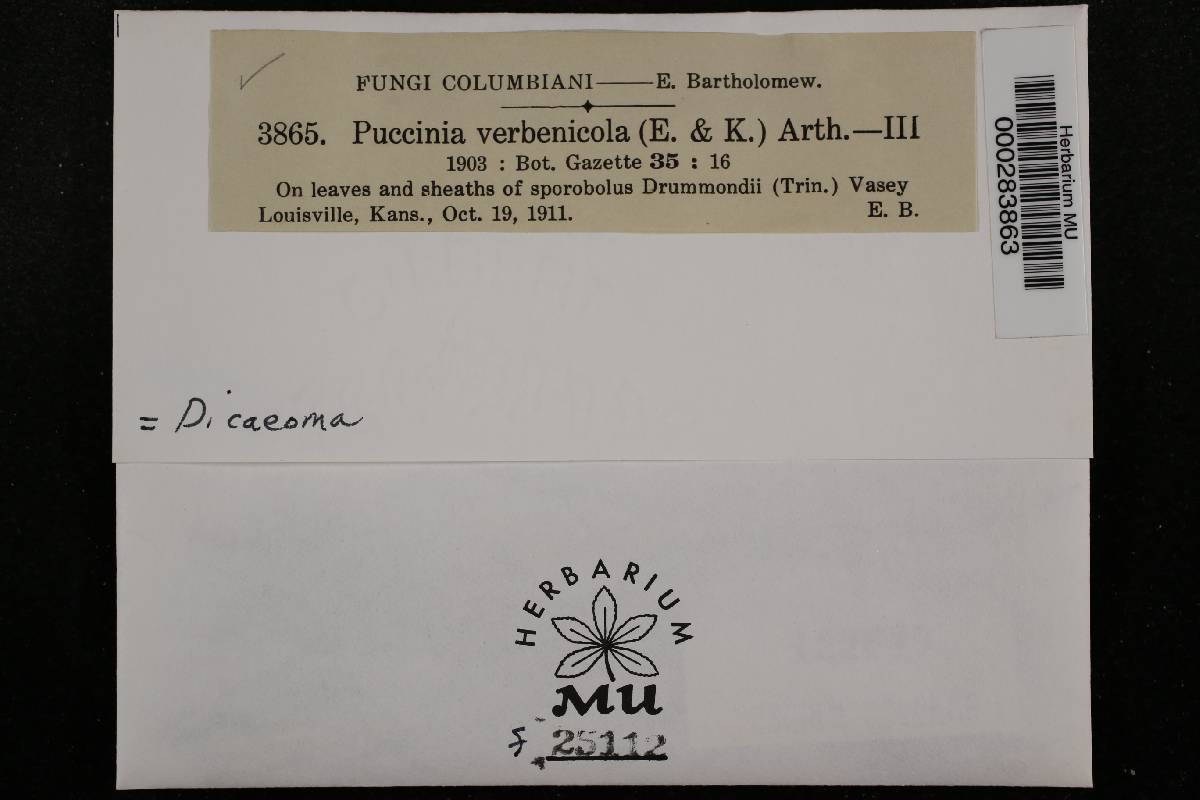 FUNGI COLUMBIANI——E. Bartholomew.
3865. Puccinia verbenicola (E. & K.) Arth.—III
1903 : Bot. Gazette 35 : 16
On leaves and sheaths of sporobolus Drummondii (Trin.) Vasey
Louisville, Kans., Oct. 19, 1911. E. B.
Herbarium MU
000283863
= Dicaeoma
HERBARIUM
MU
f 25112